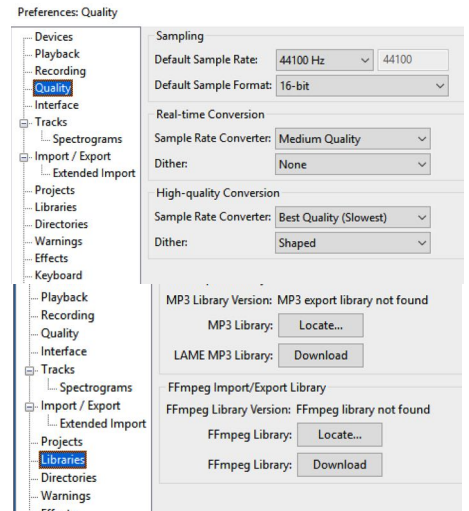 Preferences: Quality
Devices
Playback
Recording
Quality
Interface
Tracks
Spectrograms
Import / Export
Extended Import
Projects
Libraries
Directories
Warnings
Effects
Keyboard
Sampling
Default Sample Rate: 44100 Hz 44100
Default Sample Format: 16-bit
Real-time Conversion
Sample Rate Converter: Medium Quality
Dither: None
High-quality Conversion
Sample Rate Converter: Best Quality (Slowest)
Dither: Shaped
Playback
Recording
Quality
Interface
Tracks
Spectrograms
Import / Export
Extended Import
Projects
Libraries
Directories
Warnings
MP3 Library Version: MP3 export library not found
MP3 Library: Locate...
LAME MP3 Library: Download
FFmpeg Import/Export Library
FFmpeg Library Version: FFmpeg library not found
FFmpeg Library: Locate...
FFmpeg Library: Download